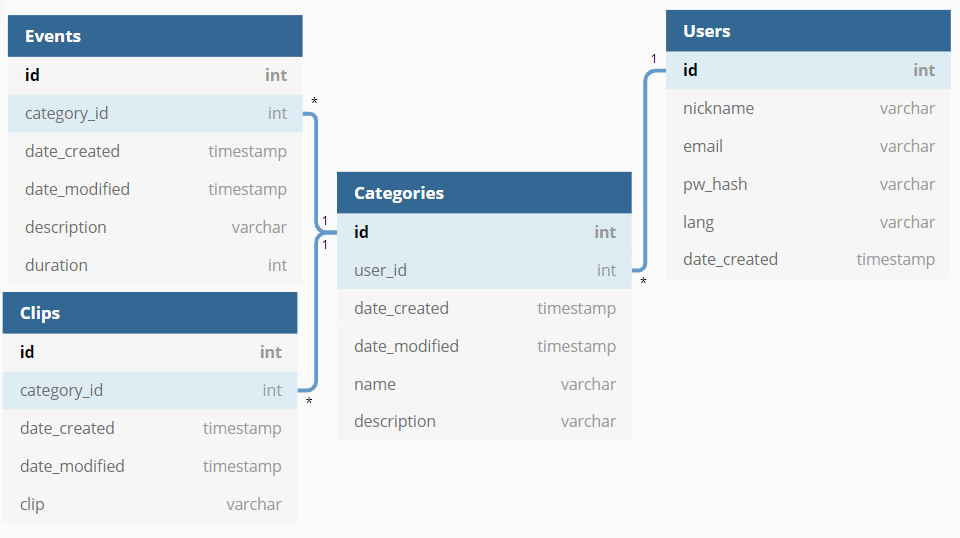 Events
id int
category_id int
date_created timestamp
date_modified timestamp
description varchar
duration int
*
1
1
*
Clips
id int
category_id int
date_created timestamp
date_modified timestamp
clip varchar
Categories
id int
user_id int
date_created timestamp
date_modified timestamp
name varchar
description varchar
*
1
Users
id int
nickname varchar
email varchar
pw_hash varchar
lang varchar
date_created timestamp